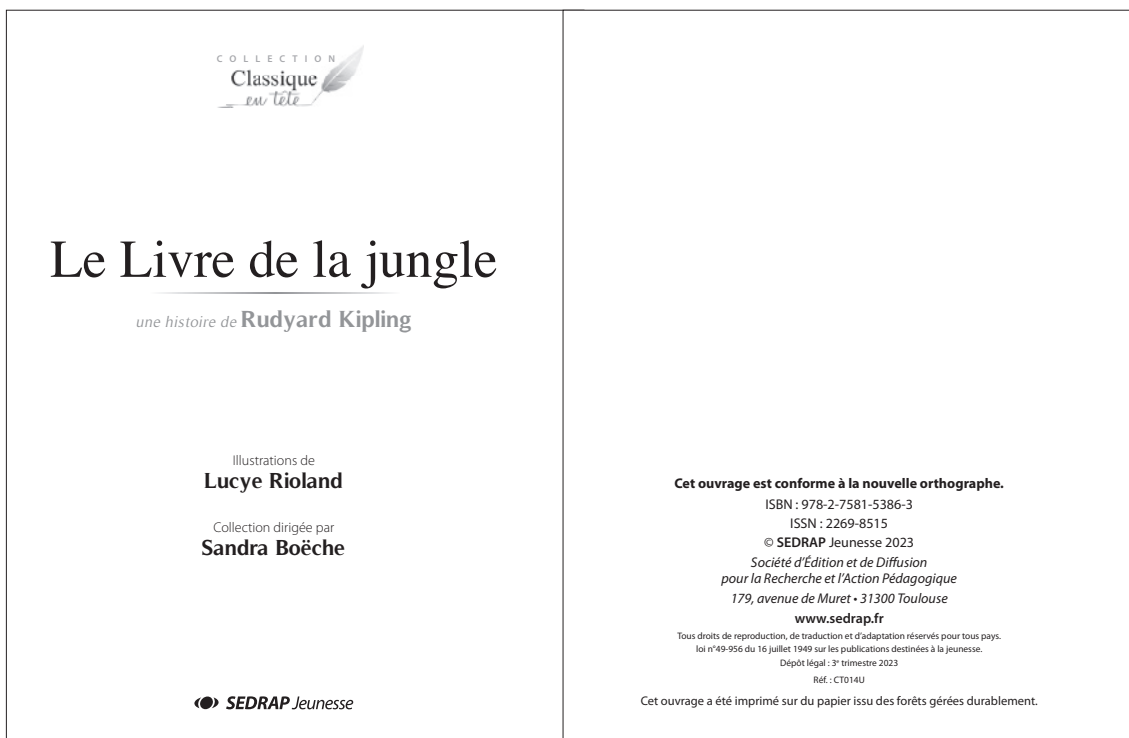 COLLECTION
Classique
en tête
Le Livre de la jungle
une histoire de Rudyard Kipling
Illustrations de
Lucye Rioland
Collection dirigée par
Sandra Boëche
SEDRAP Jeunesse
Cet ouvrage est conforme à la nouvelle orthographe.
ISBN : 978-2-7581-5386-3
ISSN : 2269-8515
© SEDRAP Jeunesse 2023
Société d'Édition et de Diffusion
pour la Recherche et l'Action Pédagogique
179, avenue de Muret • 31300 Toulouse
www.sedrap.fr
Tous droits de reproduction, de traduction et d'adaptation réservés pour tous pays.
loi n°49-956 du 16 juillet 1949 sur les publications destinées à la jeunesse.
Dépôt légal : 3e trimestre 2023
Réf. : CT014U
Cet ouvrage a été imprimé sur du papier issu des forêts gérées durablement.